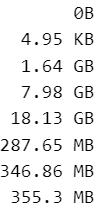 0B
4.95 KB
1.64 GB
7.98 GB
18.13 GB
287.65 MB
346.86 MB
355.3 MB